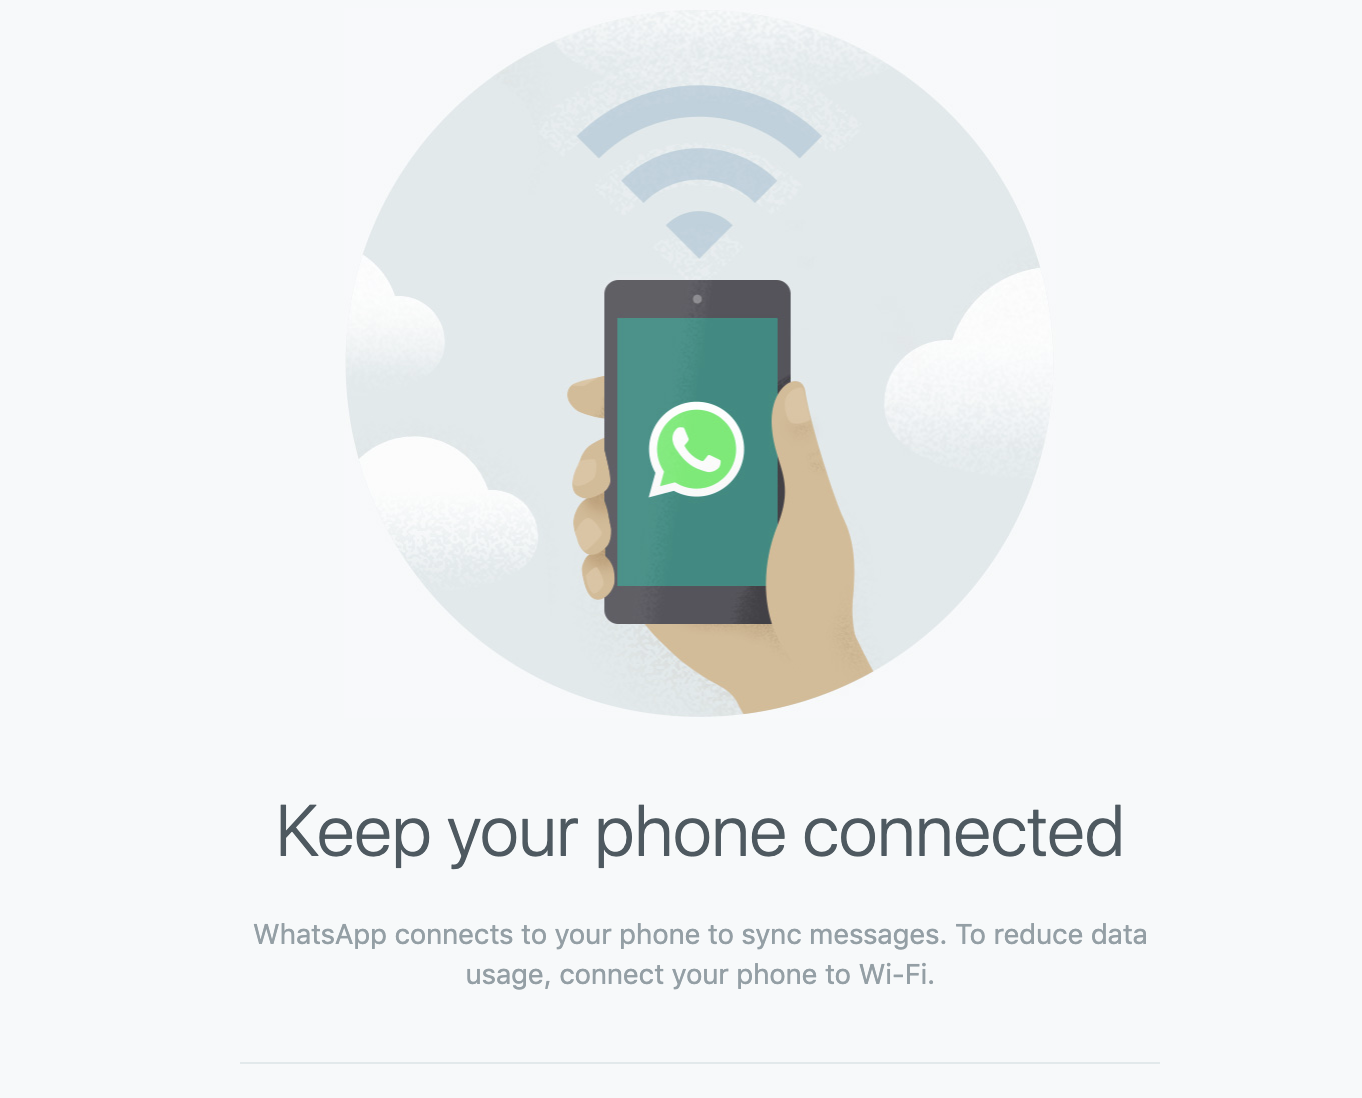 Keep your phone connected
WhatsApp connects to your phone to sync messages. To reduce data
usage, connect your phone to Wi-Fi.